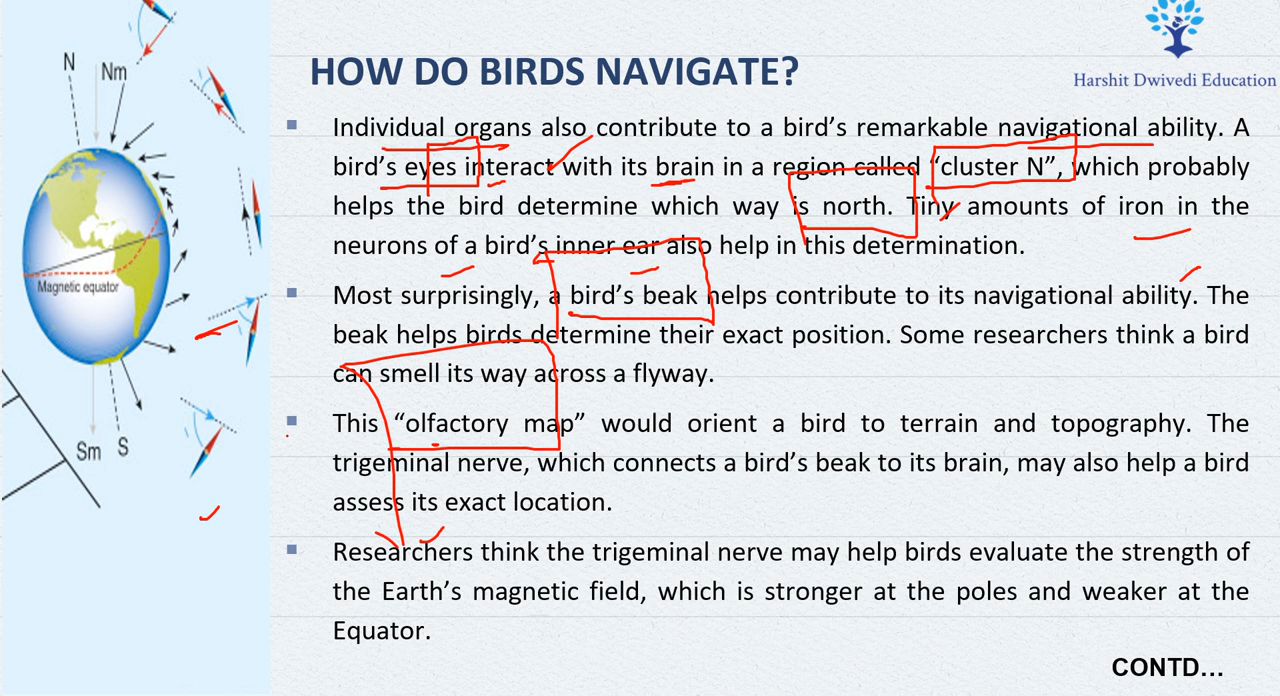 N
Nm
Magnetic equator
Sm
S
Harshit Dwivedi Education
HOW DO BIRDS NAVIGATE?
Individual organs also contribute to a bird’s remarkable navigational ability. A
bird’s eyes interact with its brain in a region called “cluster N”, which probably
helps the bird determine which way is north. Tiny amounts of iron in the
neurons of a bird’s inner ear also help in this determination.
Most surprisingly, a bird’s beak helps contribute to its navigational ability. The
beak helps birds determine their exact position. Some researchers think a bird
can smell its way across a flyway.
This “olfactory map” would orient a bird to terrain and topography. The
trigeminal nerve, which connects a bird’s beak to its brain, may also help a bird
assess its exact location.
Researchers think the trigeminal nerve may help birds evaluate the strength of
the Earth’s magnetic field, which is stronger at the poles and weaker at the
Equator.
CONTD...